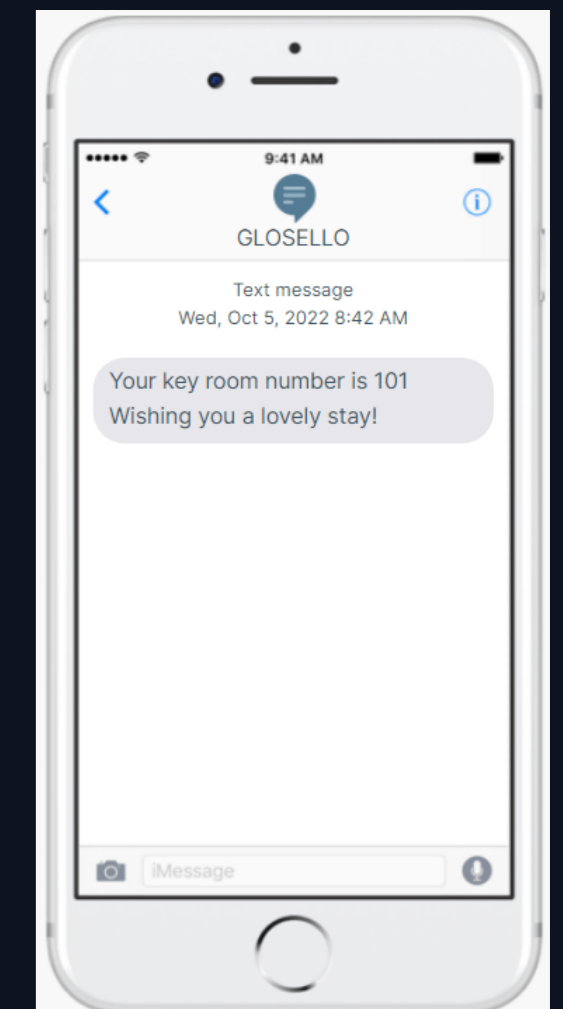 9:41 AM
GLOSELLO
Text message
Wed, Oct 5, 2022 8:42 AM
Your key room number is 101
Wishing you a lovely stay!
iMessage